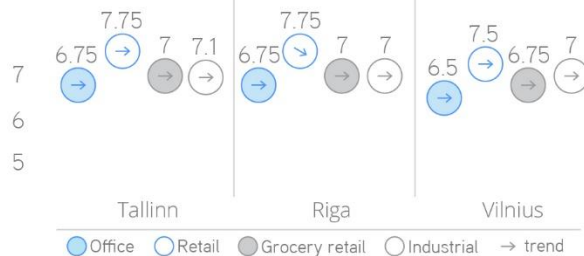 7.75 7.75
6.75 7 7.1 6.75 7 7 7.5 6.75 7
6.5
7
6
5
Tallinn Riga Vilnius
Office Retail Grocery retail Industrial → trend